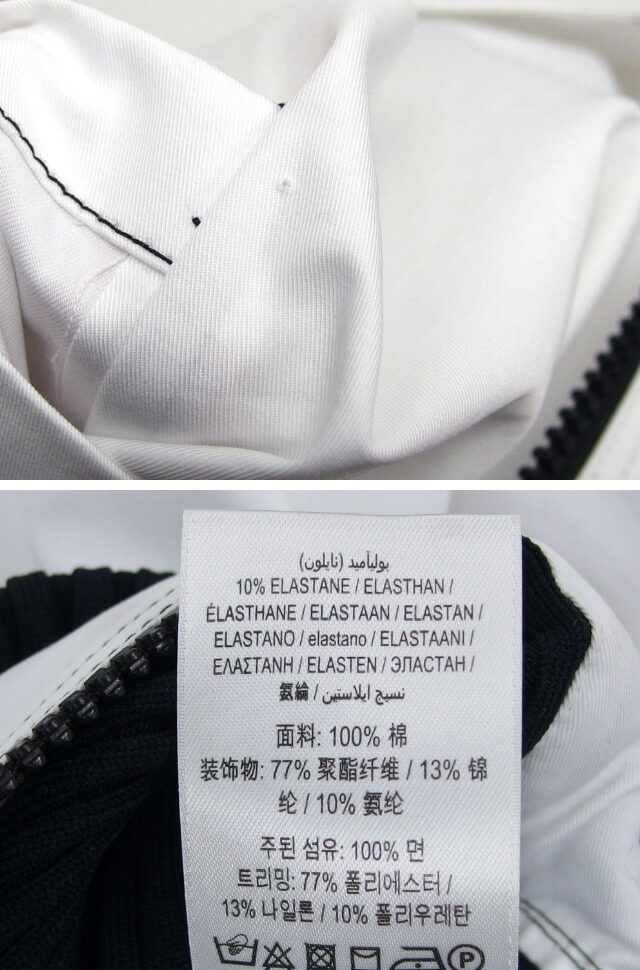 بولیآمید (نایلون)
10% ELASTANE / ELASTHAN /
ÉLASTHANE / ELASTAAN / ELASTAN /
ELASTANO / elastano / ELASTAANI /
ΕΛΑΣΤΑΝΗ / ELASTEN / ЭЛАСТАН /
氨綸 / نسيج ايلاستين
面料: 100% 棉
装饰物: 77% 聚酯纤维 / 13% 锦
纶 / 10% 氨纶
주된 섬유: 100% 면
트리밍: 77% 폴리에스터 /
13% 나일론 / 10% 폴리우레탄
P